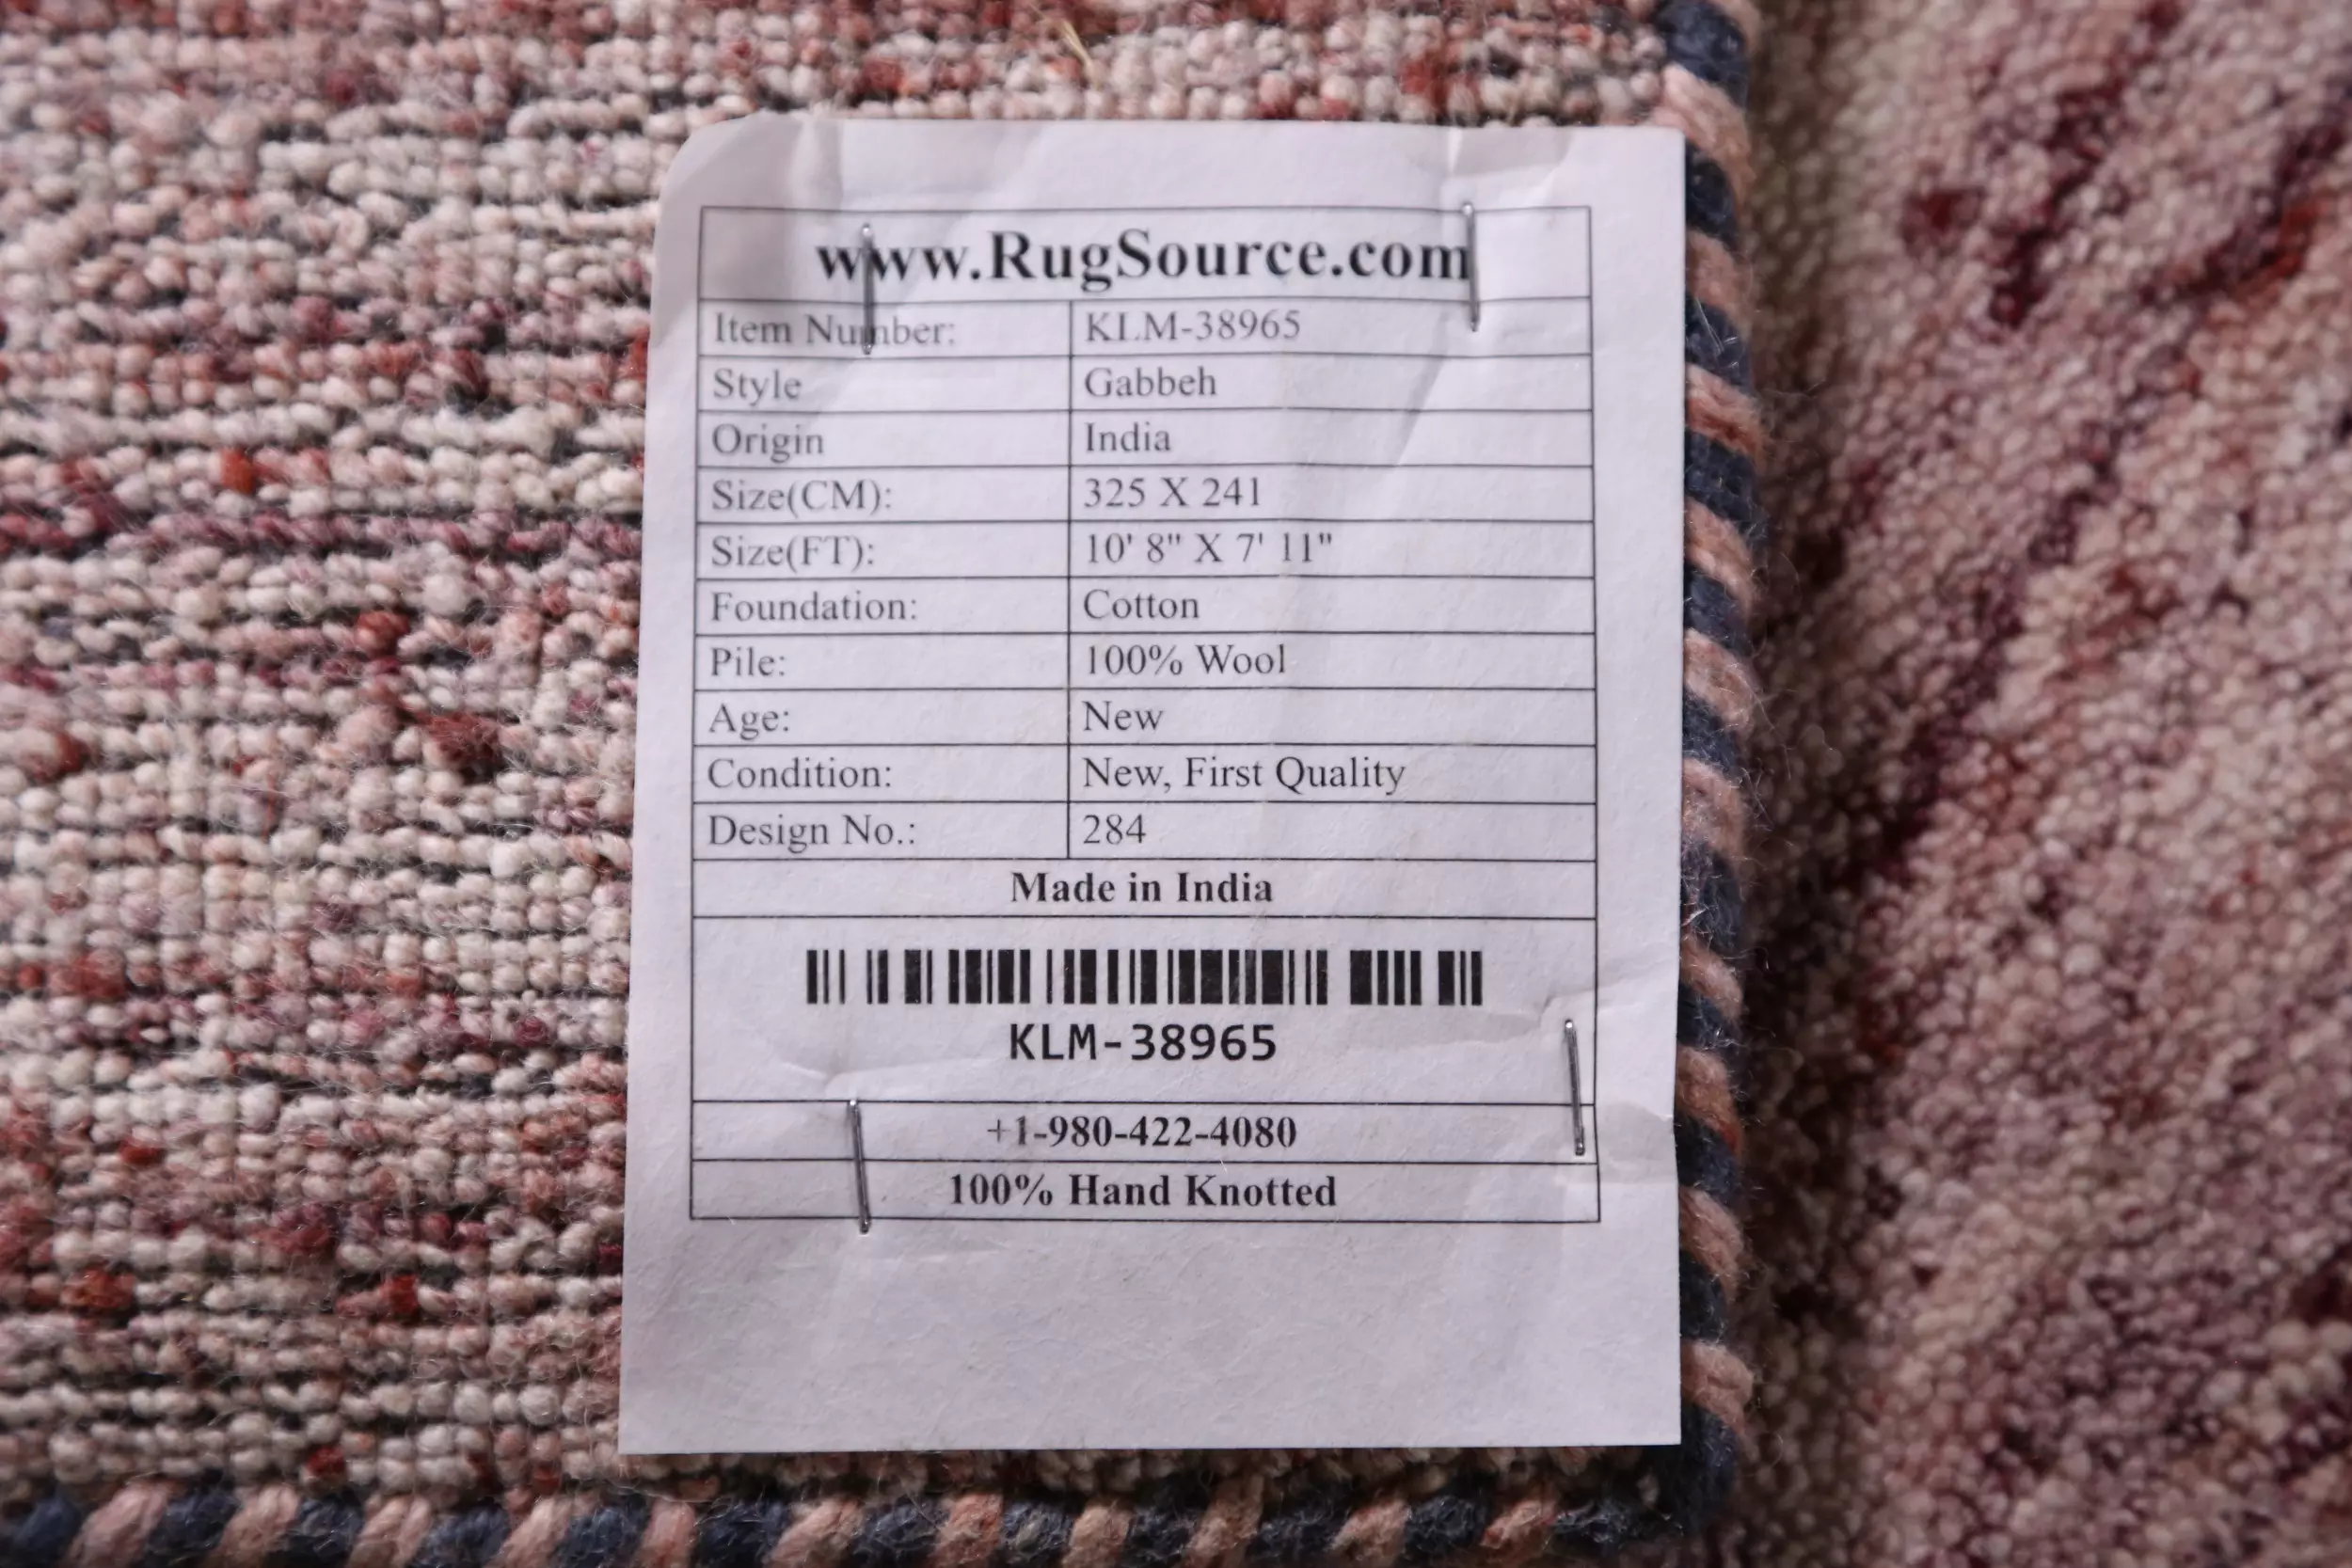 www.RugSource.com
Item Number: KLM-38965
Style Gabbeh
Origin India
Size(CM): 325 X 241
Size(FT): 10' 8" X 7' 11"
Foundation: Cotton
Pile: 100% Wool
Age: New
Condition: New, First Quality
Design No.: 284
Made in India
KLM-38965
+1-980-422-4080
100% Hand Knotted